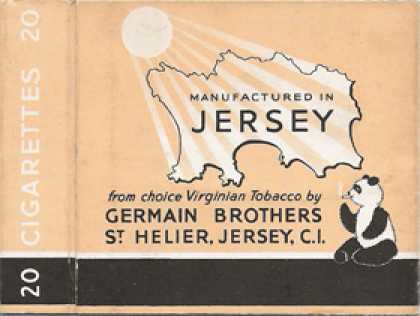 20 CIGARETTES 20
MANUFACTURED IN
JERSEY
from choice Virginian Tobacco by
GERMAIN BROTHERS
ST HELIER, JERSEY, C.I.